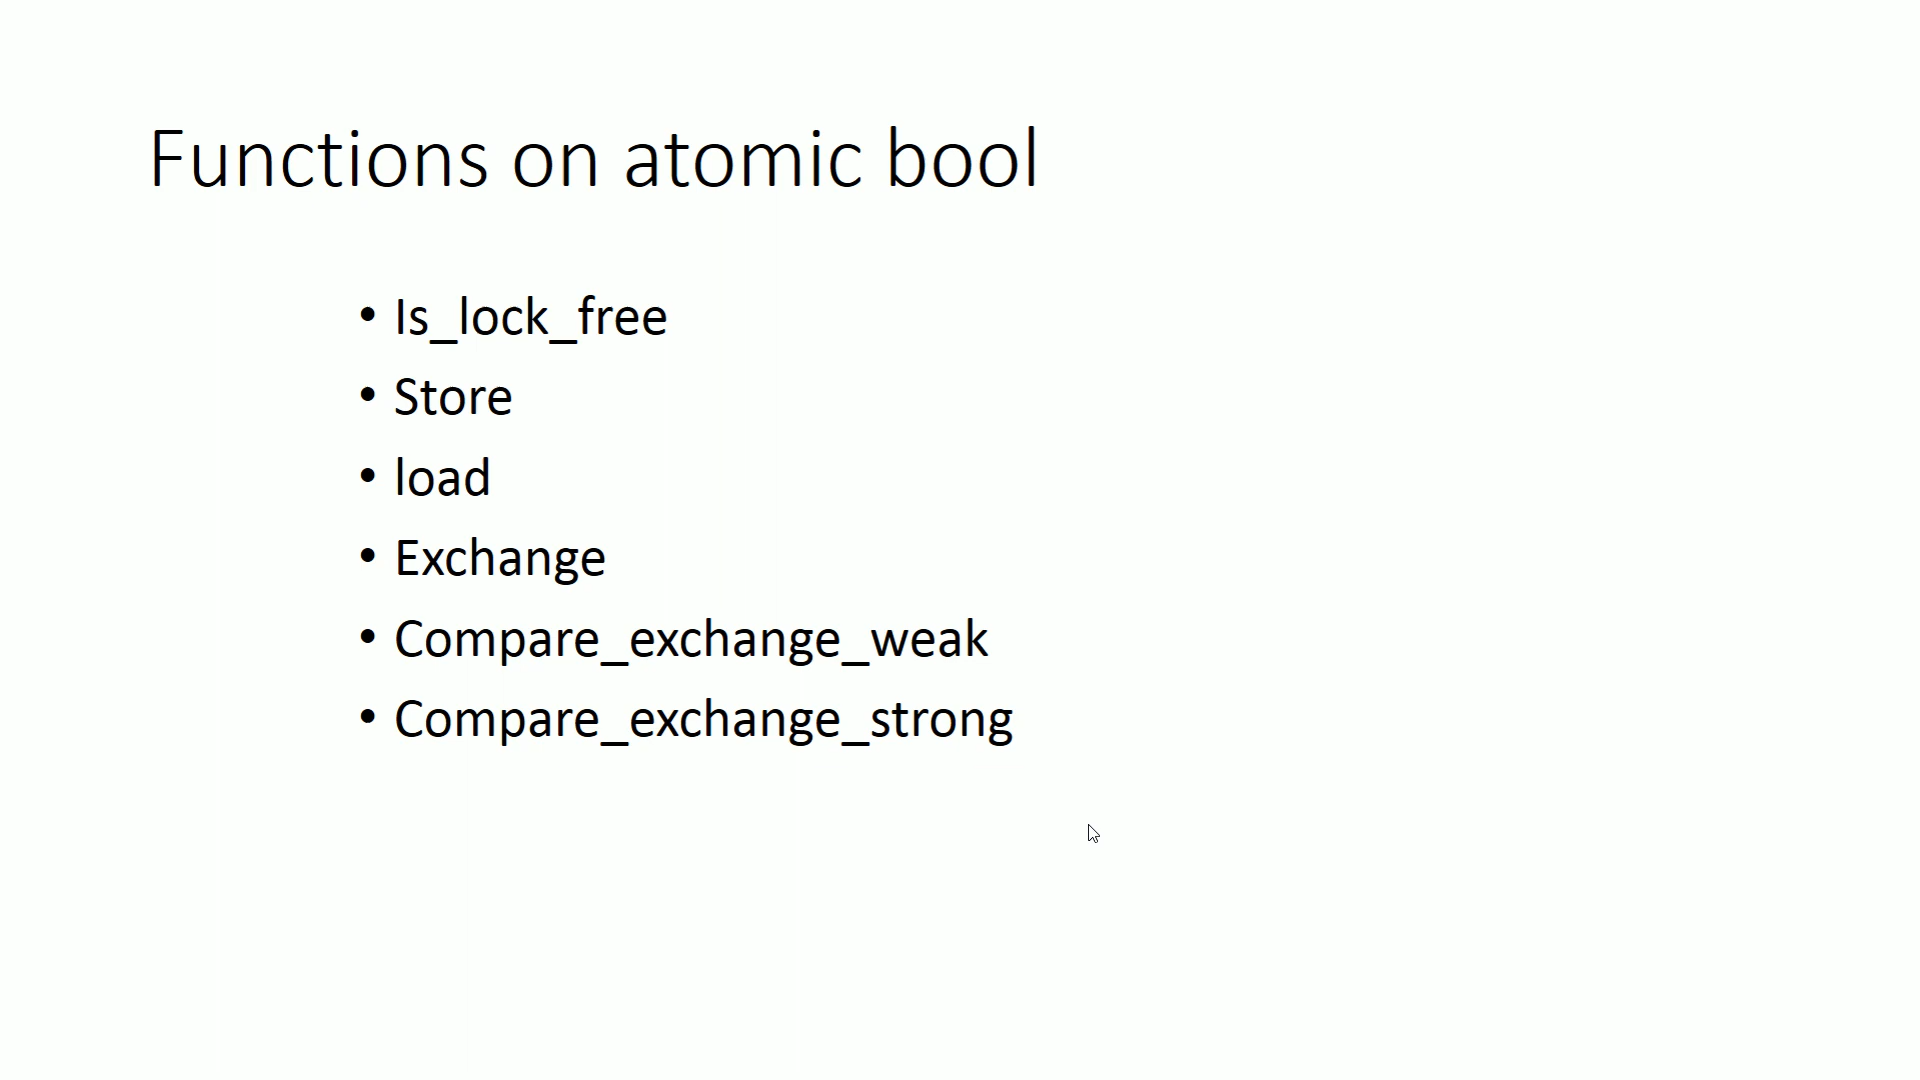 Functions on atomic bool
• Is_lock_free
• Store
• load
• Exchange
• Compare_exchange_weak
• Compare_exchange_strong